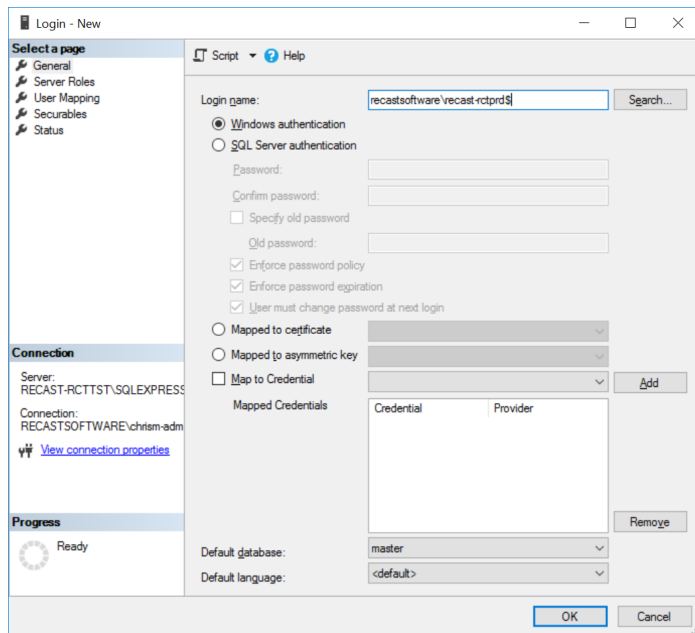 Login - New
Select a page
General
Server Roles
User Mapping
Securables
Status
Script
Help
Login name:
recastsoftware\recast-rctprd$
Search...
Windows authentication
SQL Server authentication
Password:
Confirm password:
Specify old password
Old password:
Enforce password policy
Enforce password expiration
User must change password at next login
Mapped to certificate
Mapped to asymmetric key
Map to Credential
Add
Mapped Credentials
Credential Provider
Remove
Default database:
master
Default language:
<default>
Connection
Server:
RECAST-RCTTST\SQLEXPRESS
Connection:
RECASTSOFTWARE\chrism-adm
View connection properties
Progress
Ready
OK
Cancel